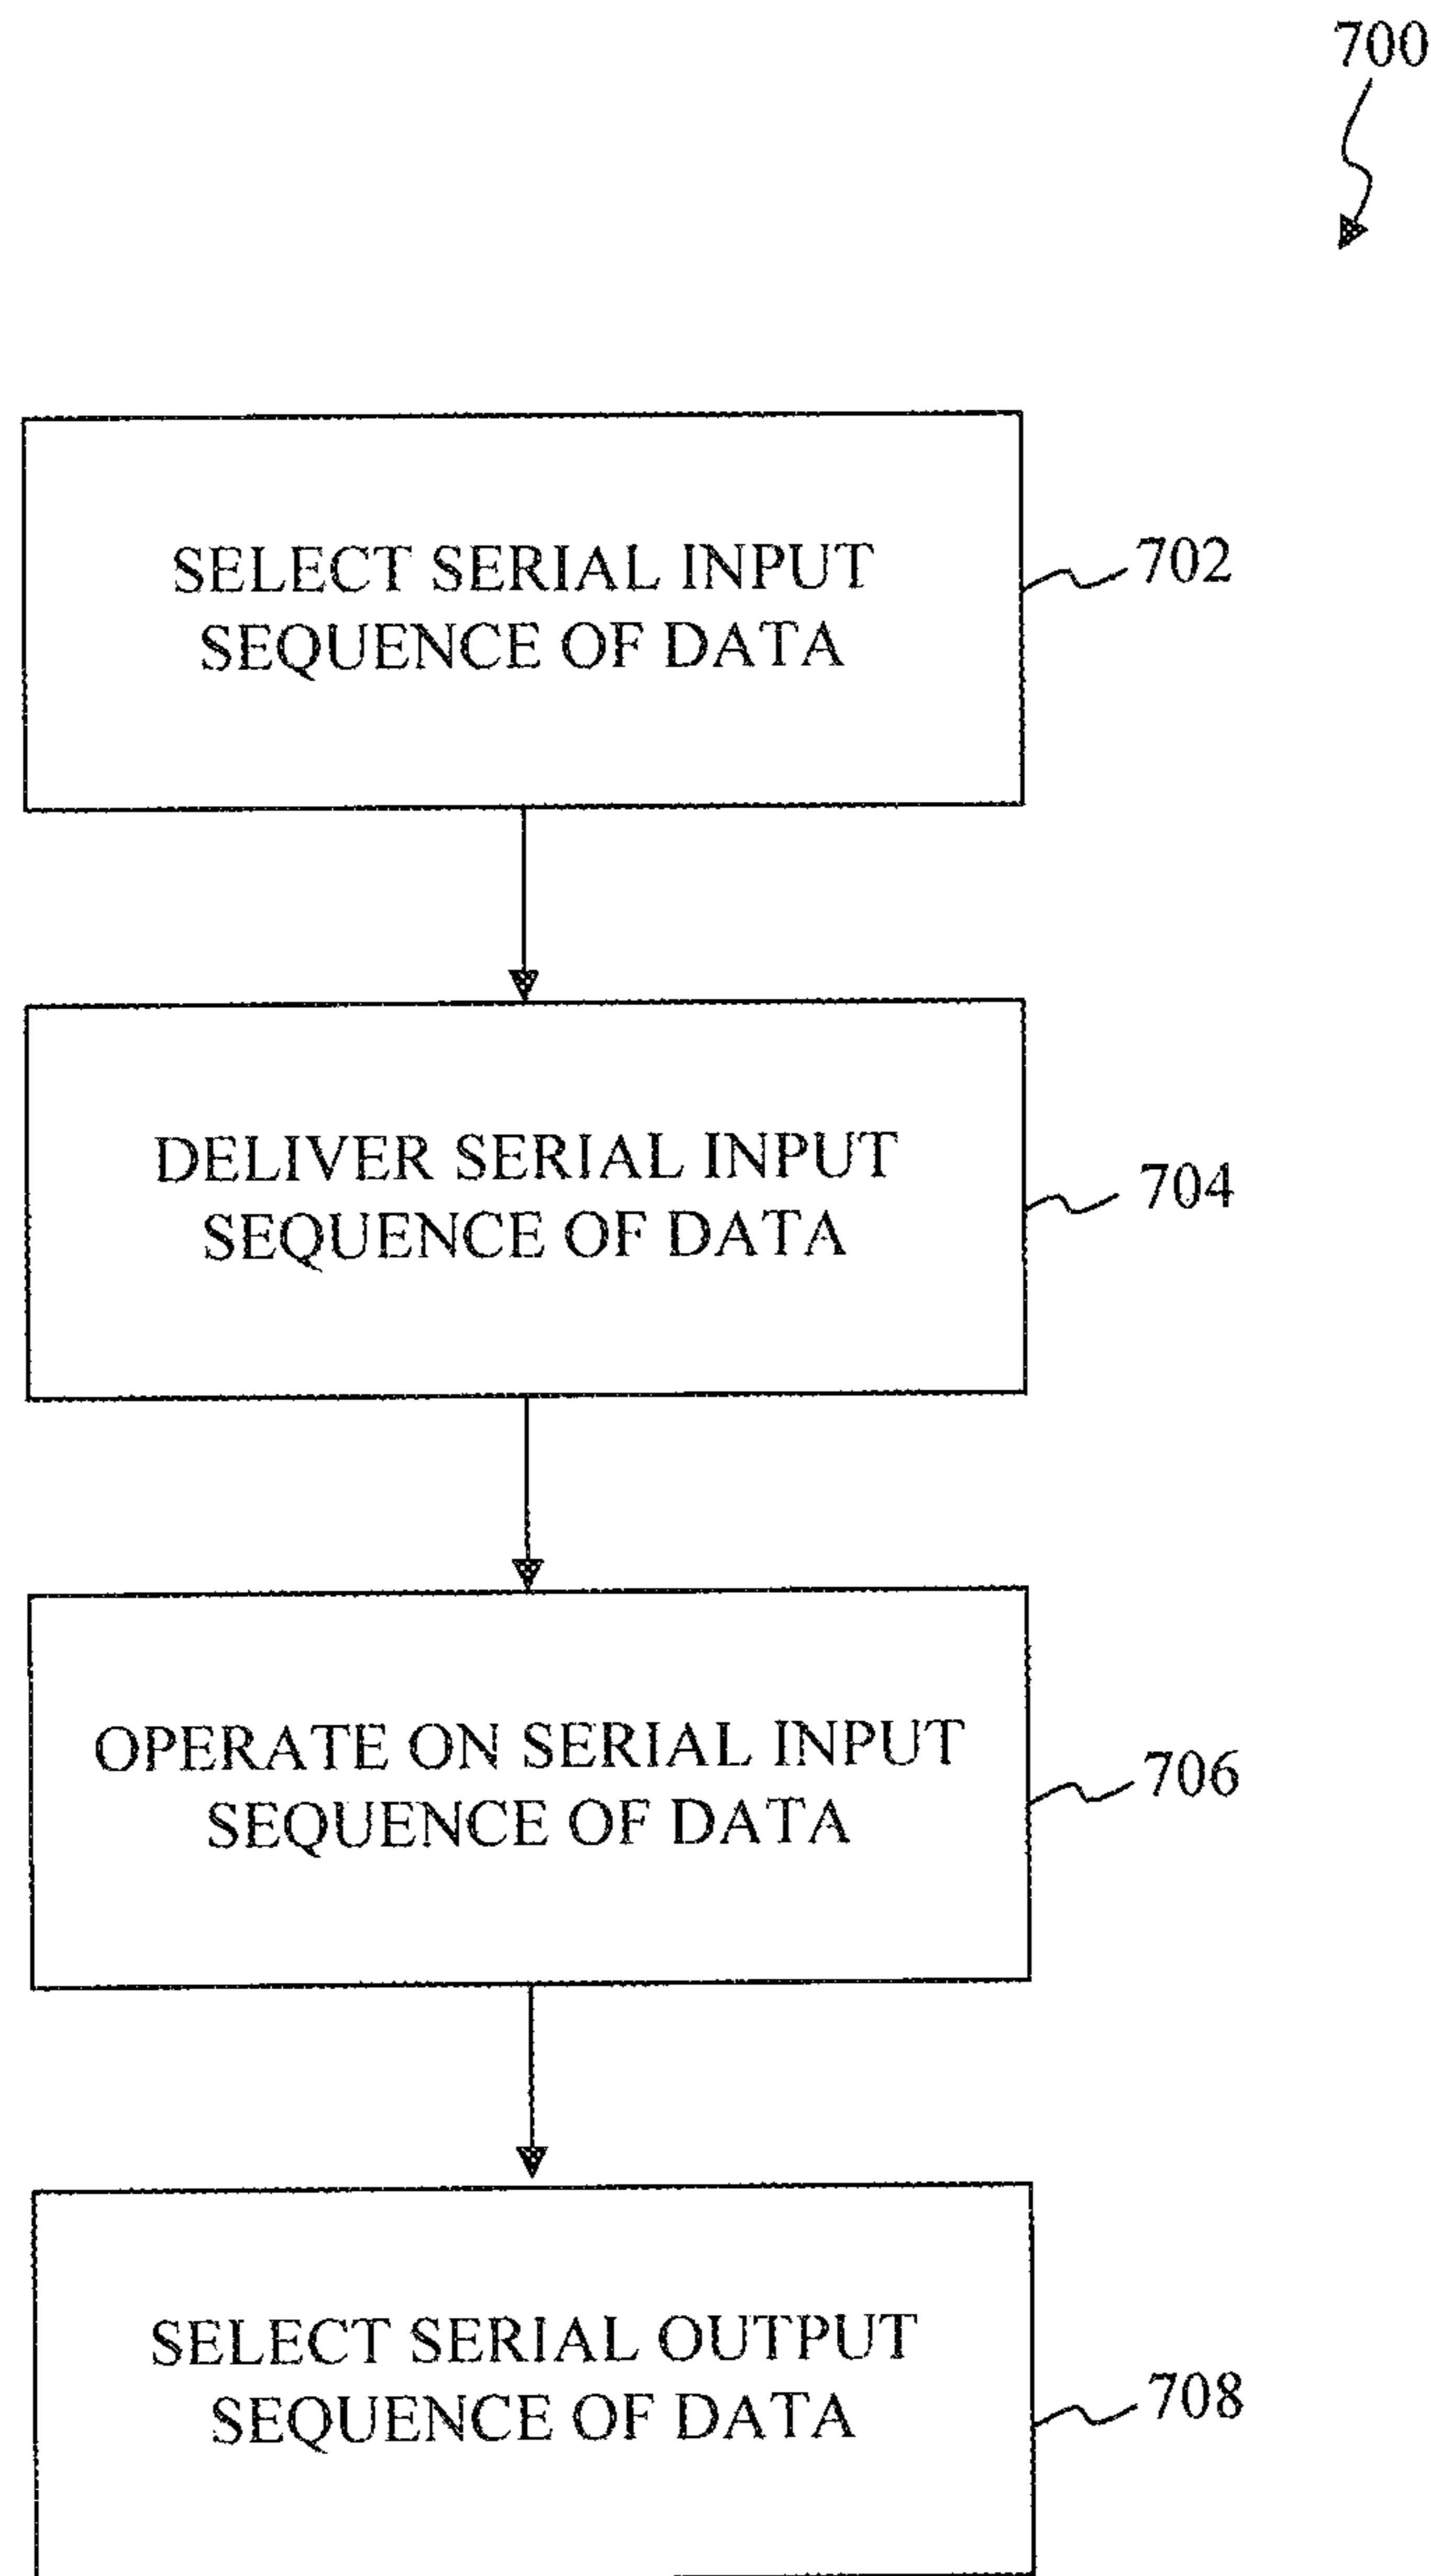 700
SELECT SERIAL INPUT
SEQUENCE OF DATA
702
DELIVER SERIAL INPUT
SEQUENCE OF DATA
704
OPERATE ON SERIAL INPUT
SEQUENCE OF DATA
706
SELECT SERIAL OUTPUT
SEQUENCE OF DATA
708